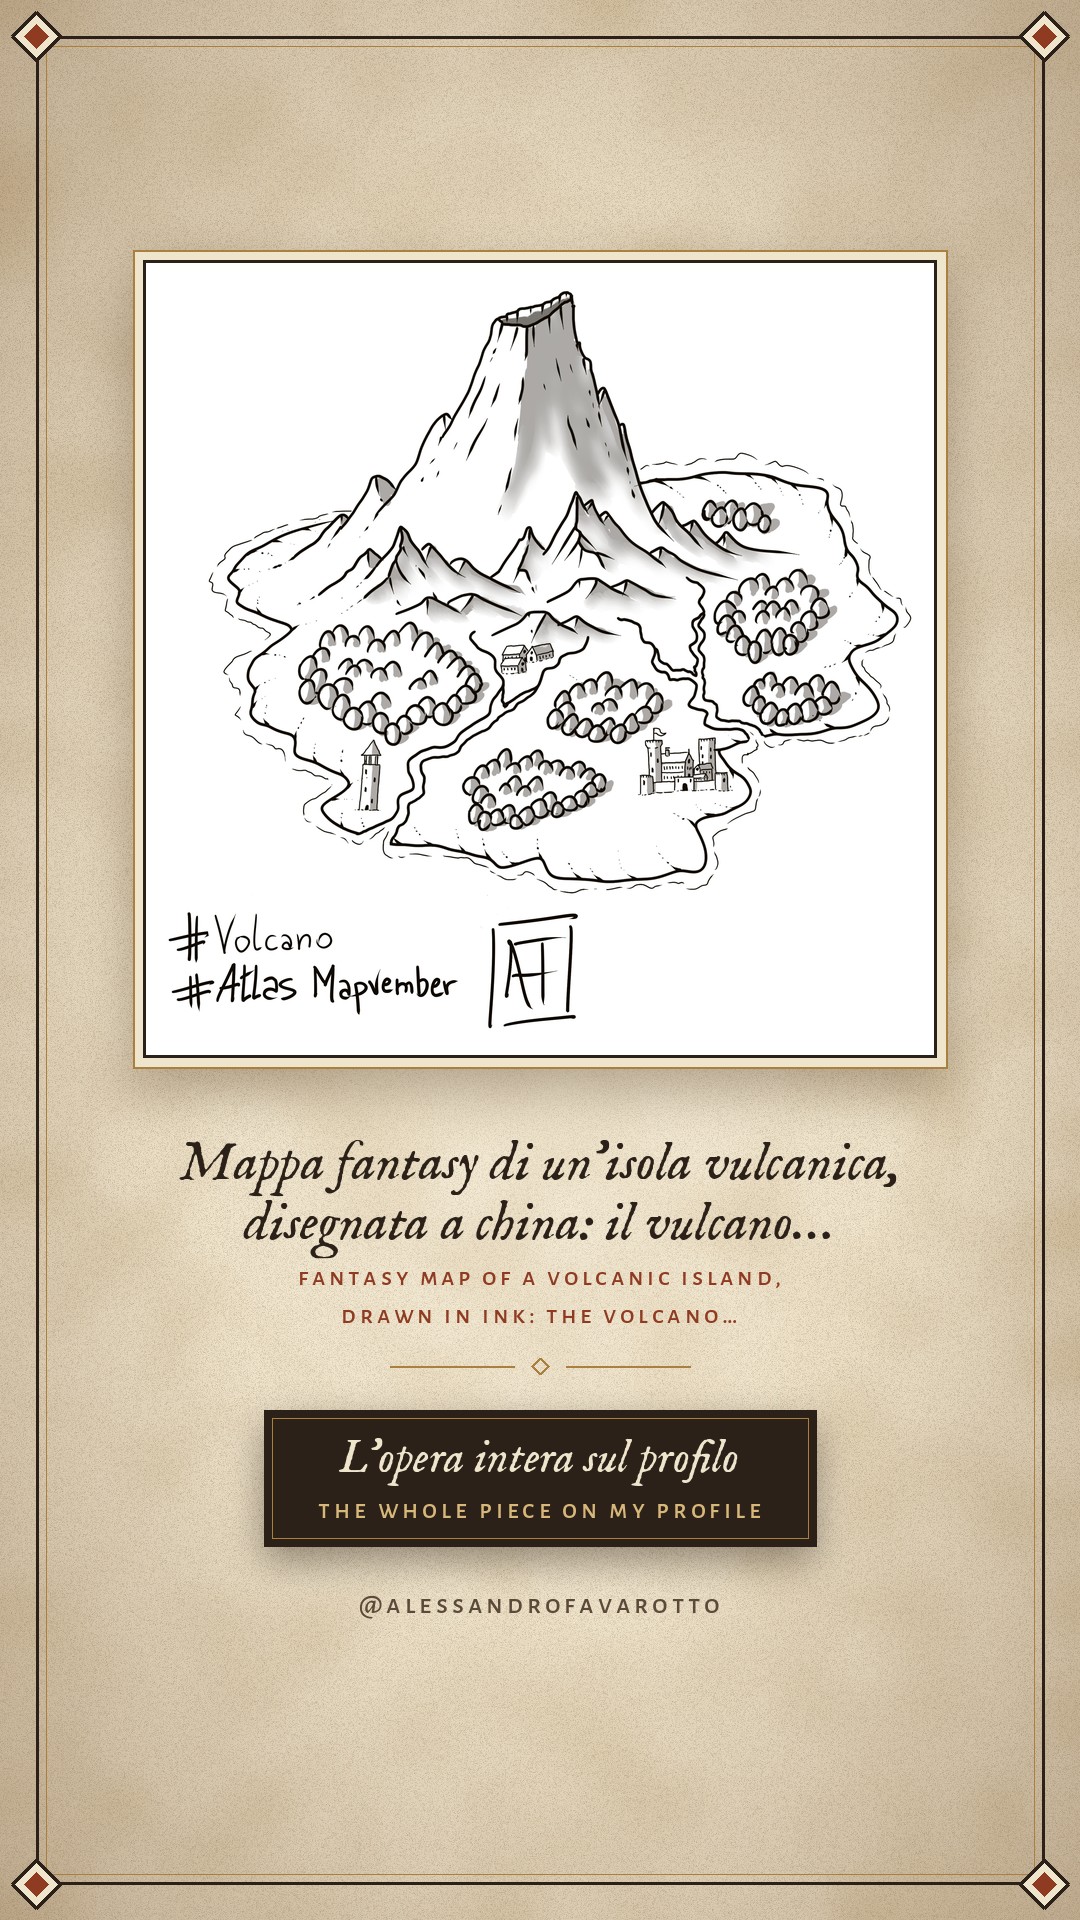 #Volcano
#Atlas Mapvember
AF
Mappa fantasy di un’isola vulcanica,
disegnata a china: il vulcano…
FANTASY MAP OF A VOLCANIC ISLAND,
DRAWN IN INK: THE VOLCANO…
L’opera intera sul profilo
THE WHOLE PIECE ON MY PROFILE
@ALESSANDROFAVAROTTO